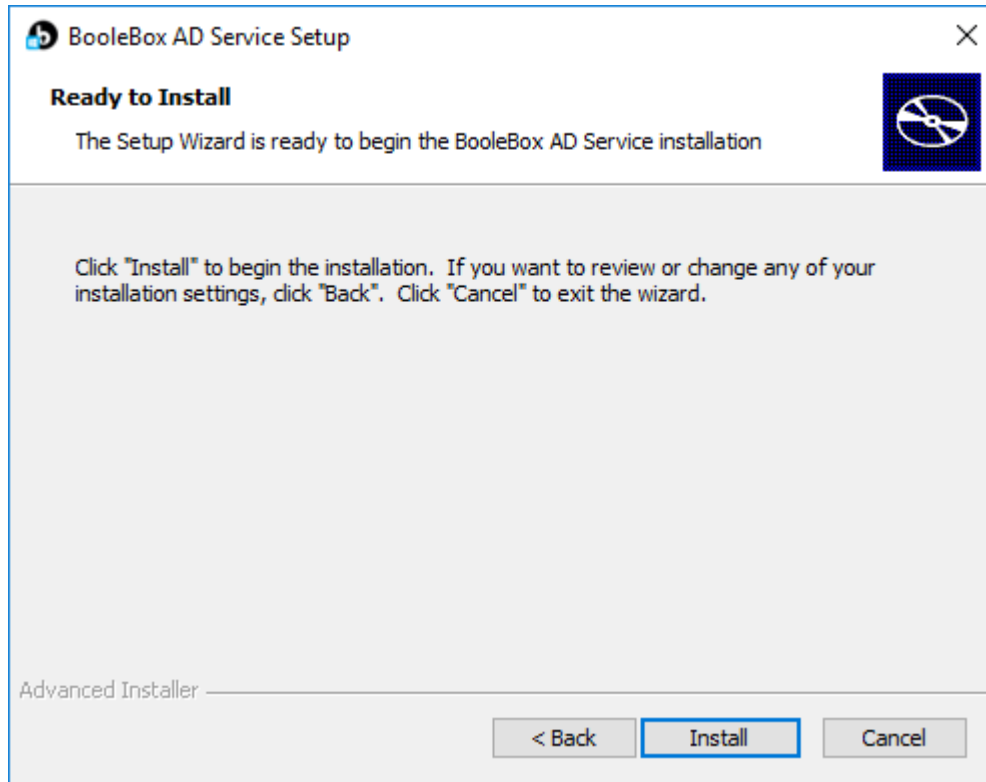 BooleBox AD Service Setup
Ready to Install
The Setup Wizard is ready to begin the BooleBox AD Service installation
Click "Install" to begin the installation.  If you want to review or change any of your
installation settings, click "Back".  Click "Cancel" to exit the wizard.
Advanced Installer
< Back Install Cancel